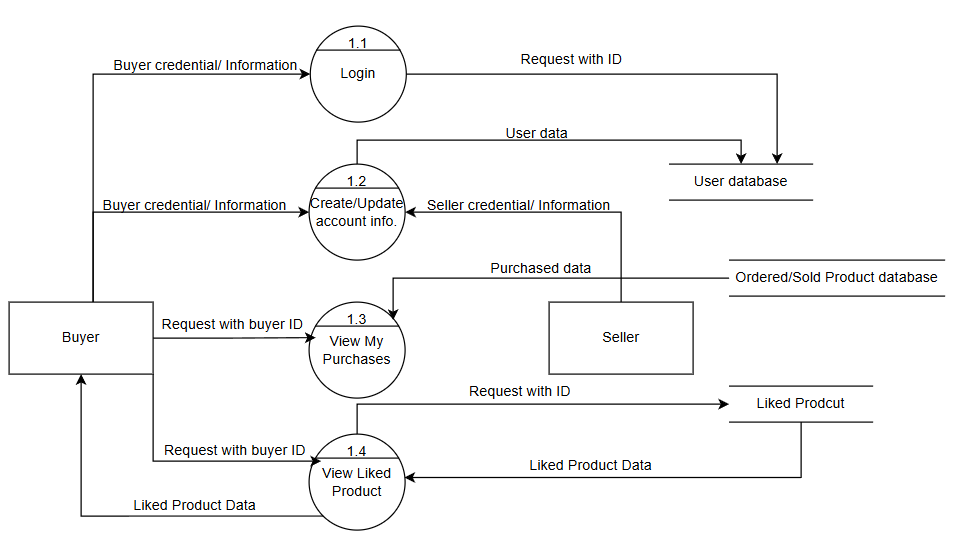 1.1
Login
Buyer credential/ Information
Request with ID
User data
1.2
Create/Update
account info.
Buyer credential/ Information
Seller credential/ Information
User database
Purchased data
Ordered/Sold Product database
1.3
View My
Purchases
Buyer
Request with buyer ID
Seller
Request with ID
Liked Prodcut
1.4
View Liked
Product
Request with buyer ID
Liked Product Data
Liked Product Data